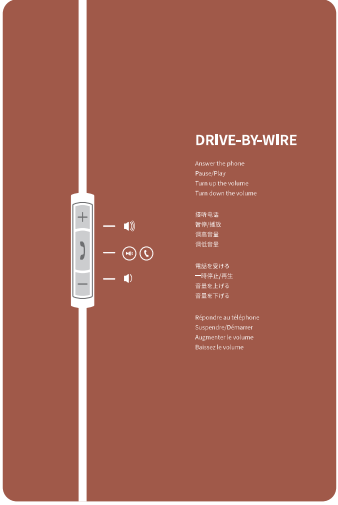 DRIVE-BY-WIRE
Answer the phone
Pause/Play
Turn up the volume
Turn down the volume
接听电话
暂停/播放
调高音量
调低音量
電話を受ける
一時停止/再生
音量を上げる
音量を下げる
Répondre au téléphone
Suspendre/Démarrer
Augmenter le volume
Baissez le volume
+
−